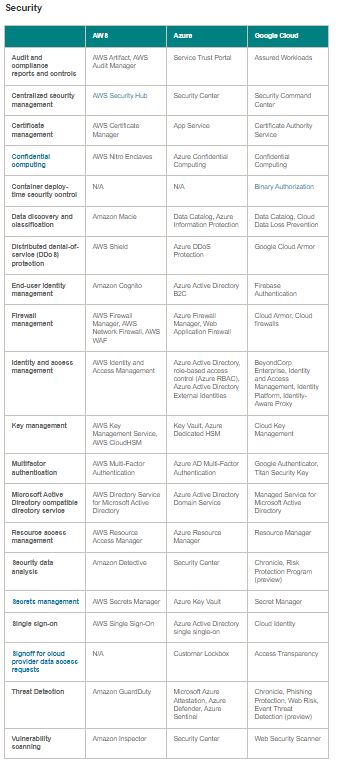 Security
AWS Azure Google Cloud
Audit and AWS Artifact, AWS Service Trust Portal Assured Workloads
compliance Audit Manager
reports and controls
Centralized security AWS Security Hub Security Center Security Command
management Center
Certificate AWS Certificate App Service Certificate Authority
management Manager Service
Confidential AWS Nitro Enclaves Azure Confidential Confidential
computing Computing Computing
Container deploy- N/A N/A Binary Authorization
time security control
Data discovery and Amazon Macie Data Catalog, Azure Data Catalog, Cloud
classification Information Protection Data Loss Prevention
Distributed denial-of- AWS Shield Azure DDoS Google Cloud Armor
service (DDoS) Protection
protection
End-user identity Amazon Cognito Azure Active Directory Firebase
management B2C Authentication
Firewall AWS Firewall Azure Firewall Cloud Armor, Cloud
management Manager, AWS Manager, Web firewalls
Network Firewall, AWS Application Firewall
WAF
Identity and access AWS Identity and Azure Active Directory, BeyondCorp
management Access Management role-based access Enterprise, Identity
control (Azure RBAC), and Access
Azure Active Directory Management, Identity
External Identities Platform, Identity-
Aware Proxy
Key management AWS Key Key Vault, Azure Cloud Key
Management Service, Dedicated HSM Management
AWS CloudHSM
Multifactor AWS Multi-Factor Azure AD Multi-Factor Google Authenticator,
authentication Authentication Authentication Titan Security Key
Microsoft Active AWS Directory Service Azure Active Directory Managed Service for
Directory compatible for Microsoft Active Domain Service Microsoft Active
directory service Directory Directory
Resource access AWS Resource Azure Resource Resource Manager
management Access Manager Manager
Security data Amazon Detective Security Center Chronicle, Risk
analysis Protection Program
(preview)
Secrets management AWS Secrets Manager Azure Key Vault Secret Manager
Single sign-on AWS Single Sign-On Azure Active Directory Cloud Identity
single single-on
Signoff for cloud N/A Customer Lockbox Access Transparency
provider data access
requests
Threat Detection Amazon GuardDuty Microsoft Azure Chronicle, Phishing
Attestation, Azure Protection, Web Risk,
Defender, Azure Event Threat
Sentinel Detection (preview)
Vulnerability Amazon Inspector Security Center Web Security Scanner
scanning